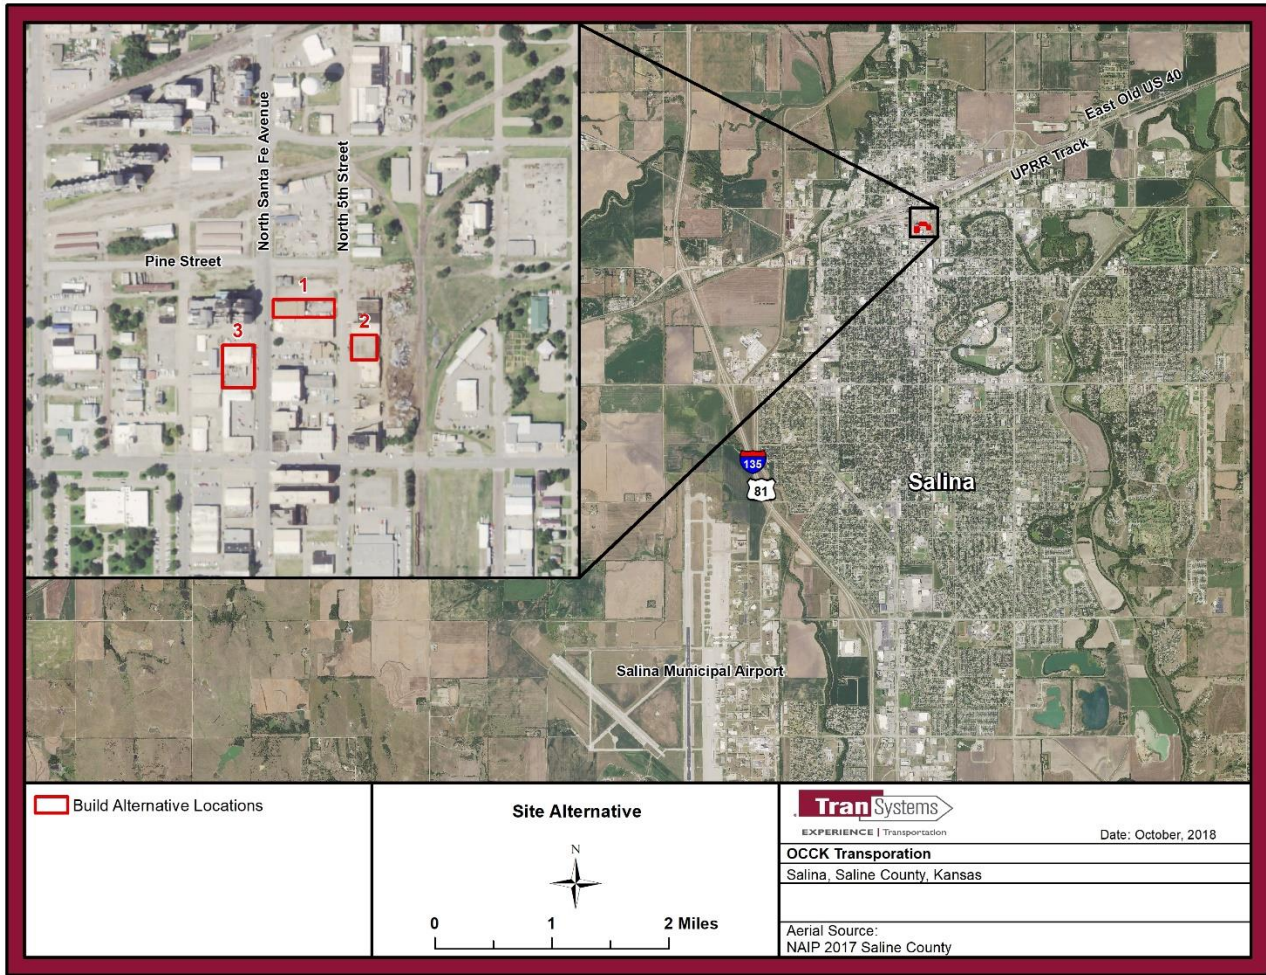 North Santa Fe Avenue
North 5th Street
Pine Street
1
2
3
East Old US 40
UPRR Track
135
81
Salina
Salina Municipal Airport
Build Alternative Locations
Site Alternative
N
0 1 2 Miles
TranSystems
EXPERIENCE | Transportation
Date: October, 2018
OCCK Transporation
Salina, Saline County, Kansas
Aerial Source:
NAIP 2017 Saline County